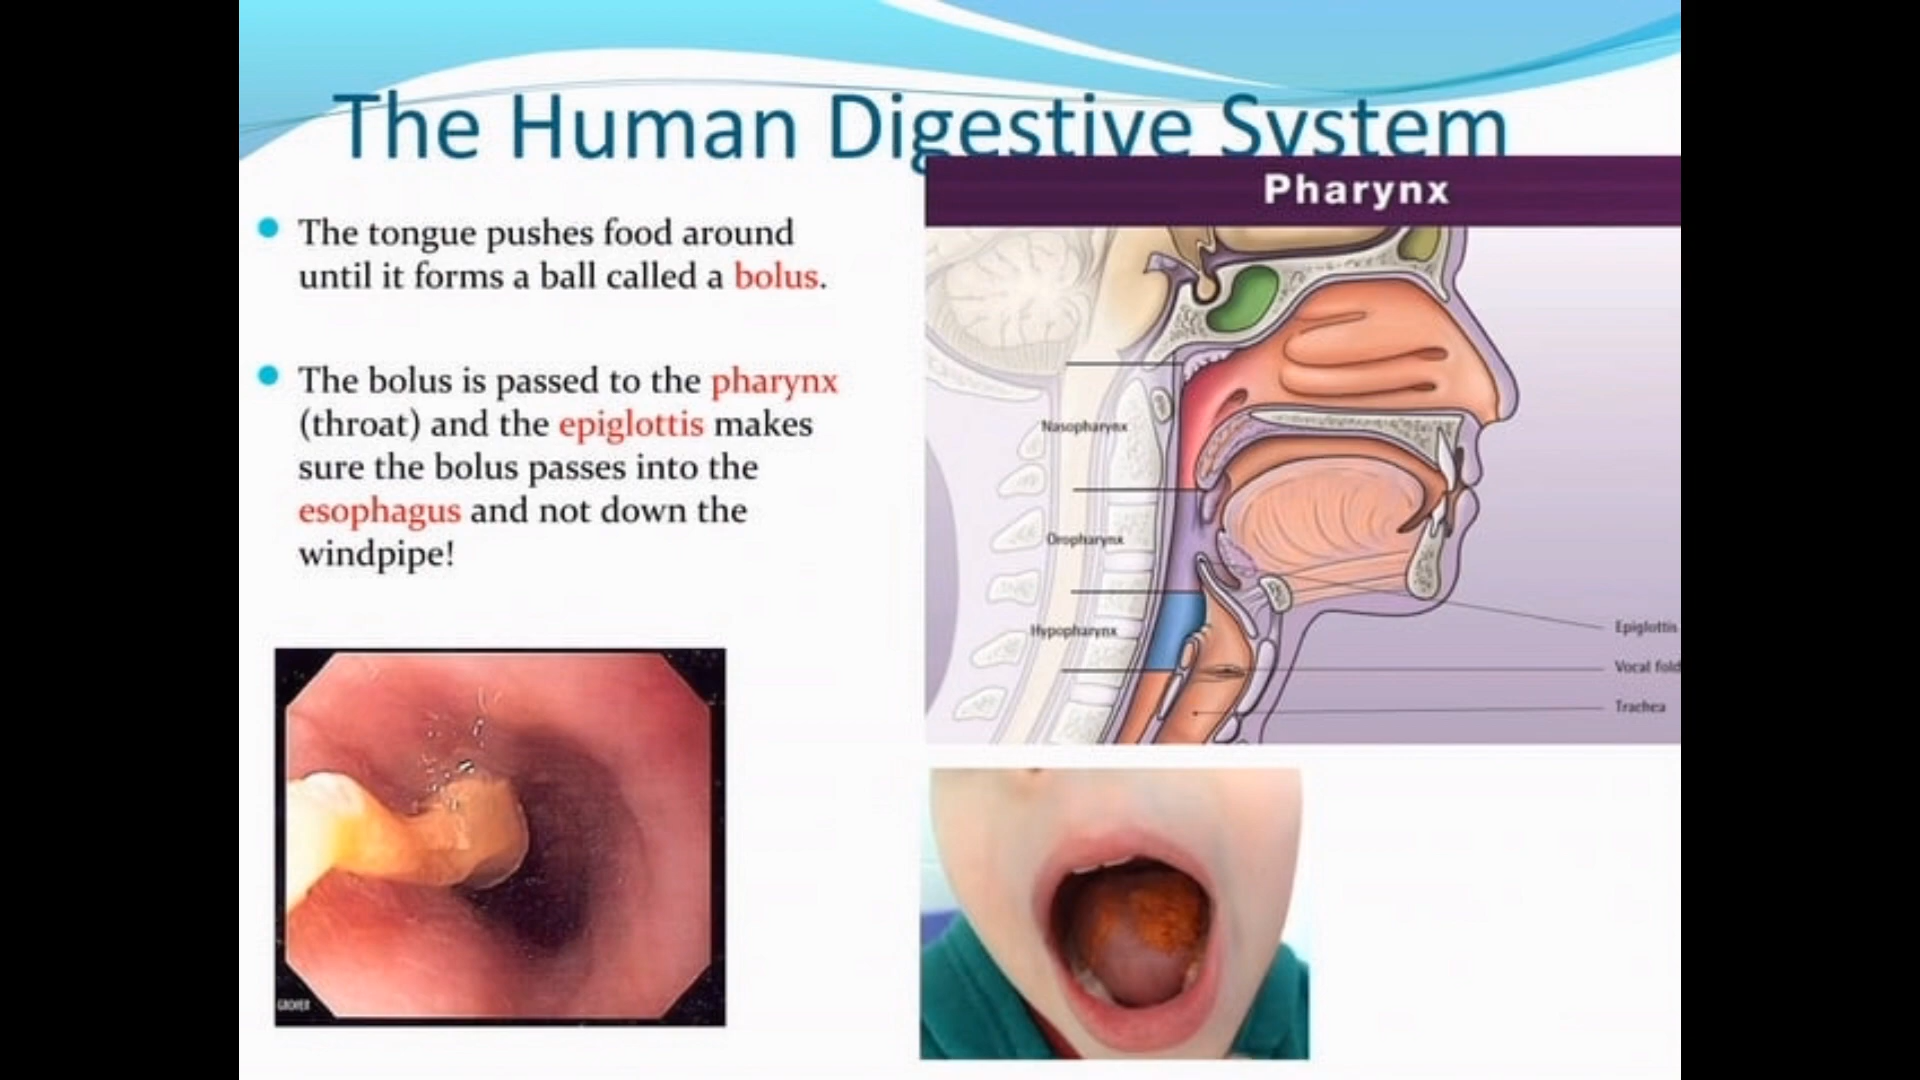 The Human Digestive System
The tongue pushes food around
until it forms a ball called a bolus.
The bolus is passed to the pharynx
(throat) and the epiglottis makes
sure the bolus passes into the
esophagus and not down the
windpipe!
Pharynx
Nasopharynx
Oropharynx
Hypopharynx
Epiglottis
Vocal fold
Trachea